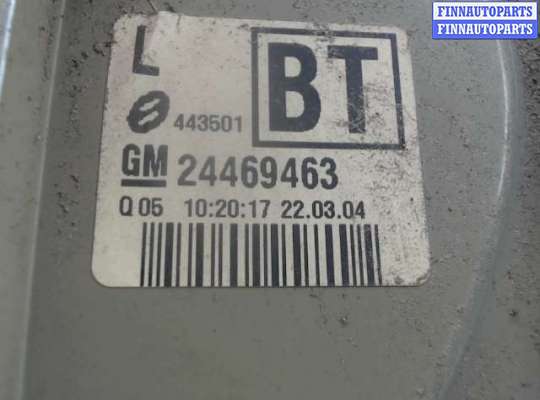 FINNAUTOPARTS
FINNAUTOPARTS
L
BT
443501
GM 24469463
Q 05 10:20:17 22.03.04